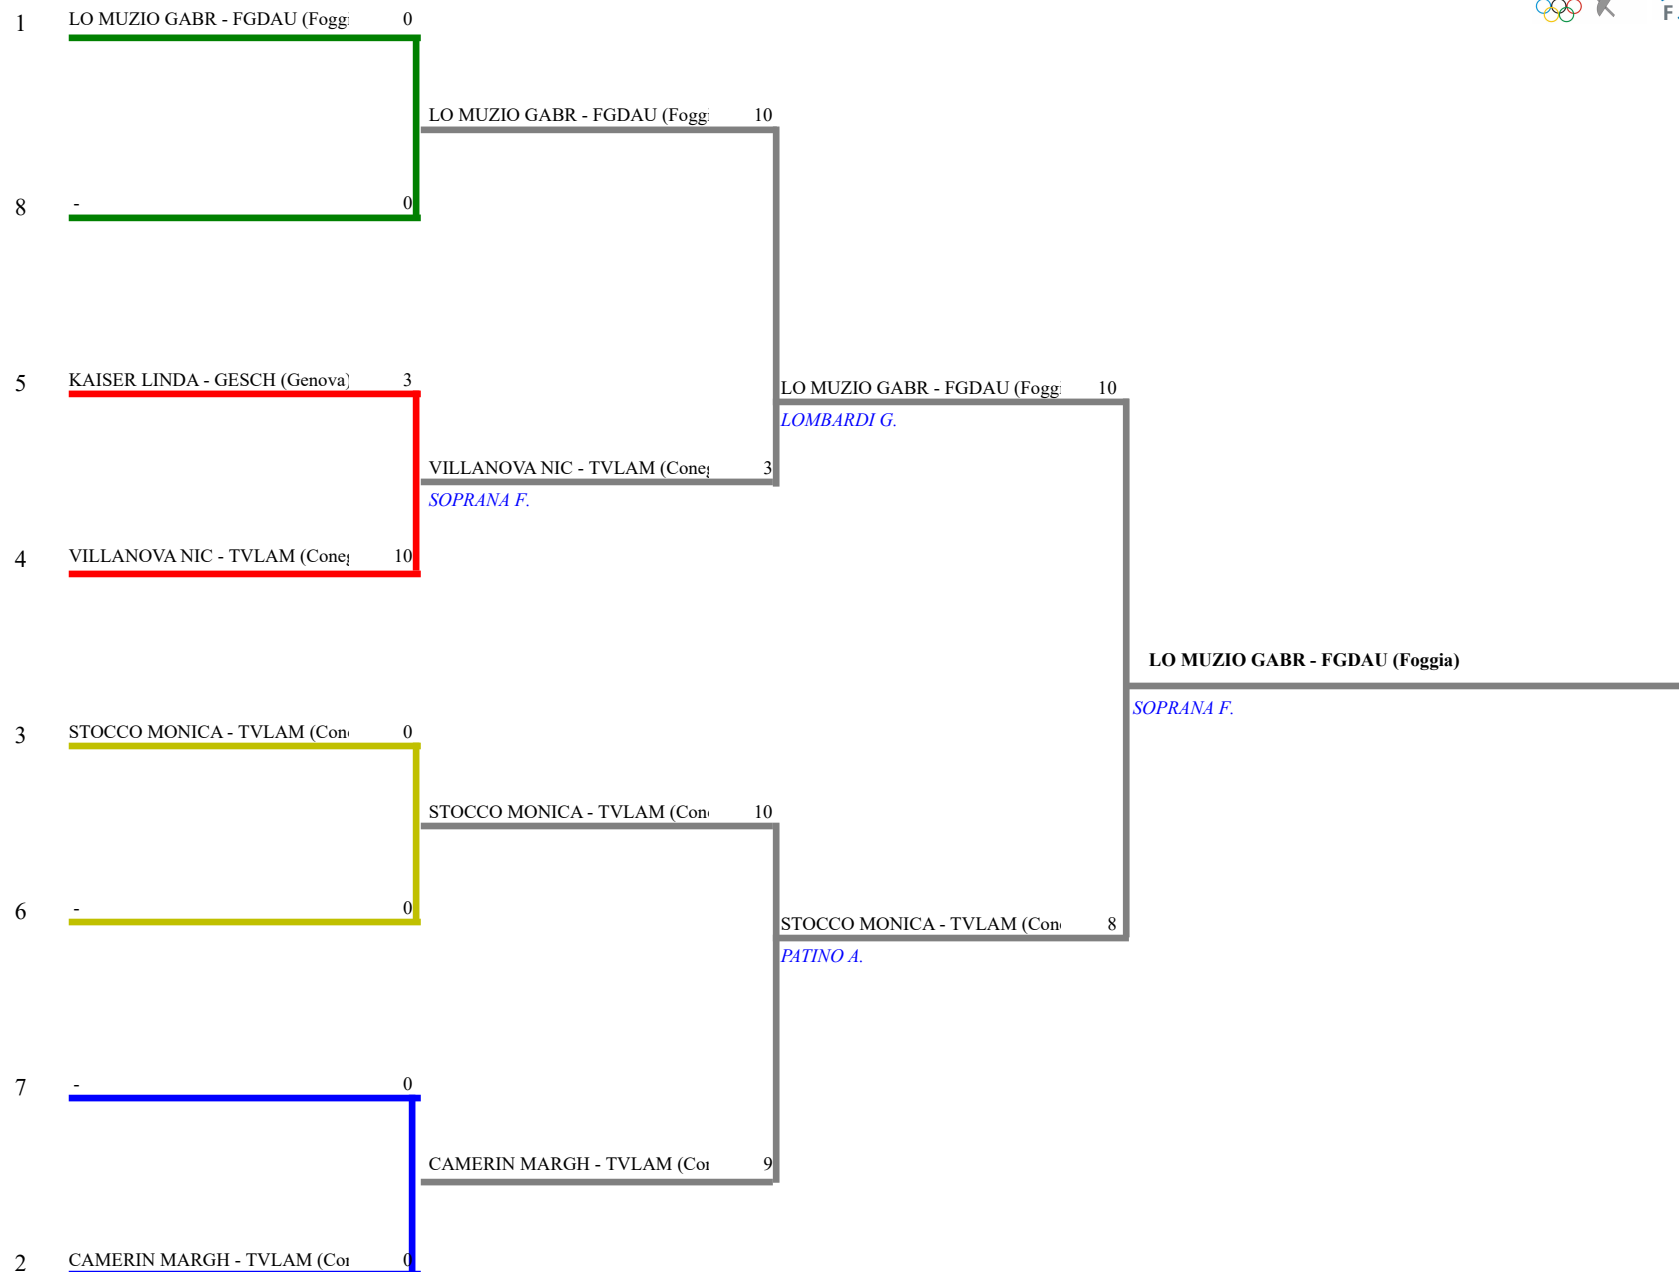 1 LO MUZIO GABR - FGDAU (Foggi 0
LO MUZIO GABR - FGDAU (Foggi 10
8 - 0
5 KAISER LINDA - GESCH (Genova) 3
LO MUZIO GABR - FGDAU (Foggi 10
LOMBARDI G.
VILLANOVA NIC - TVLAM (Coneg 3
SOPRANA F.
4 VILLANOVA NIC - TVLAM (Coneg 10
LO MUZIO GABR - FGDAU (Foggia)
SOPRANA F.
3 STOCCO MONICA - TVLAM (Con 0
STOCCO MONICA - TVLAM (Con 10
6 - 0
STOCCO MONICA - TVLAM (Con 8
PATINO A.
7 - 0
CAMERIN MARGH - TVLAM (Co 9
2 CAMERIN MARGH - TVLAM (Co 0
F